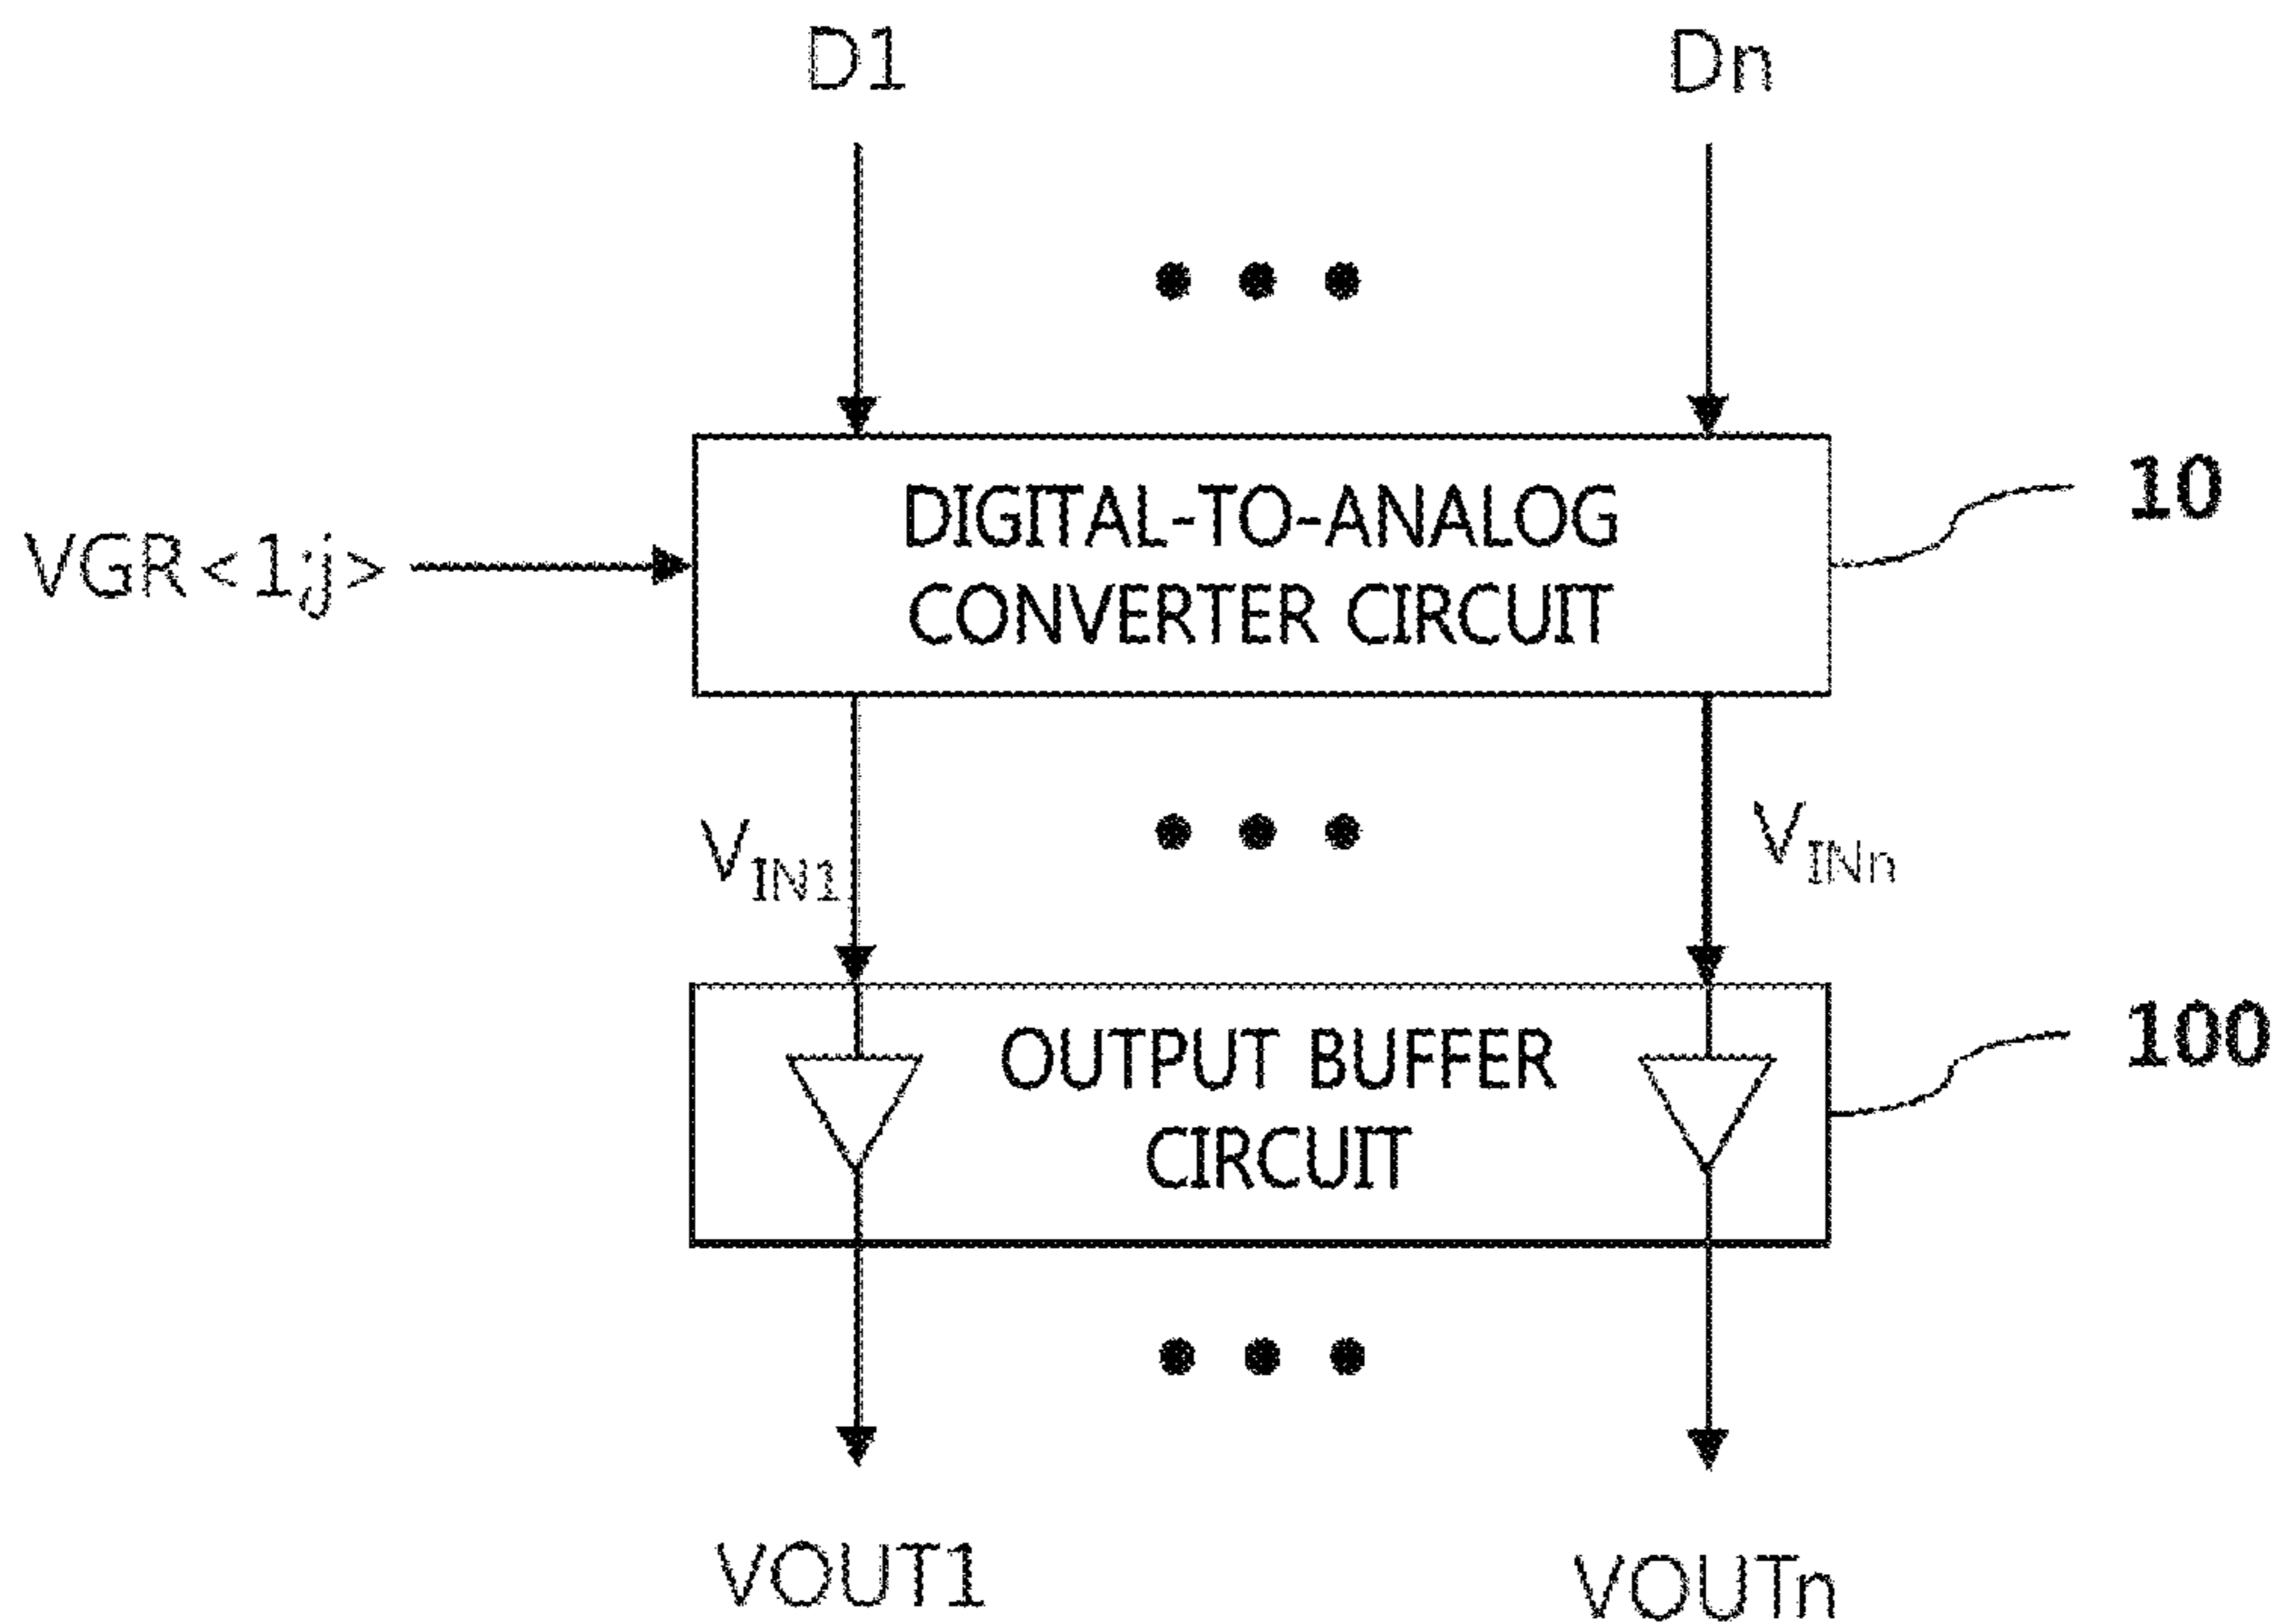 D1 Dn
VGR<1:j>
DIGITAL-TO-ANALOG
CONVERTER CIRCUIT
10
VIN1 VINn
OUTPUT BUFFER
CIRCUIT
100
VOUT1 VOUTn